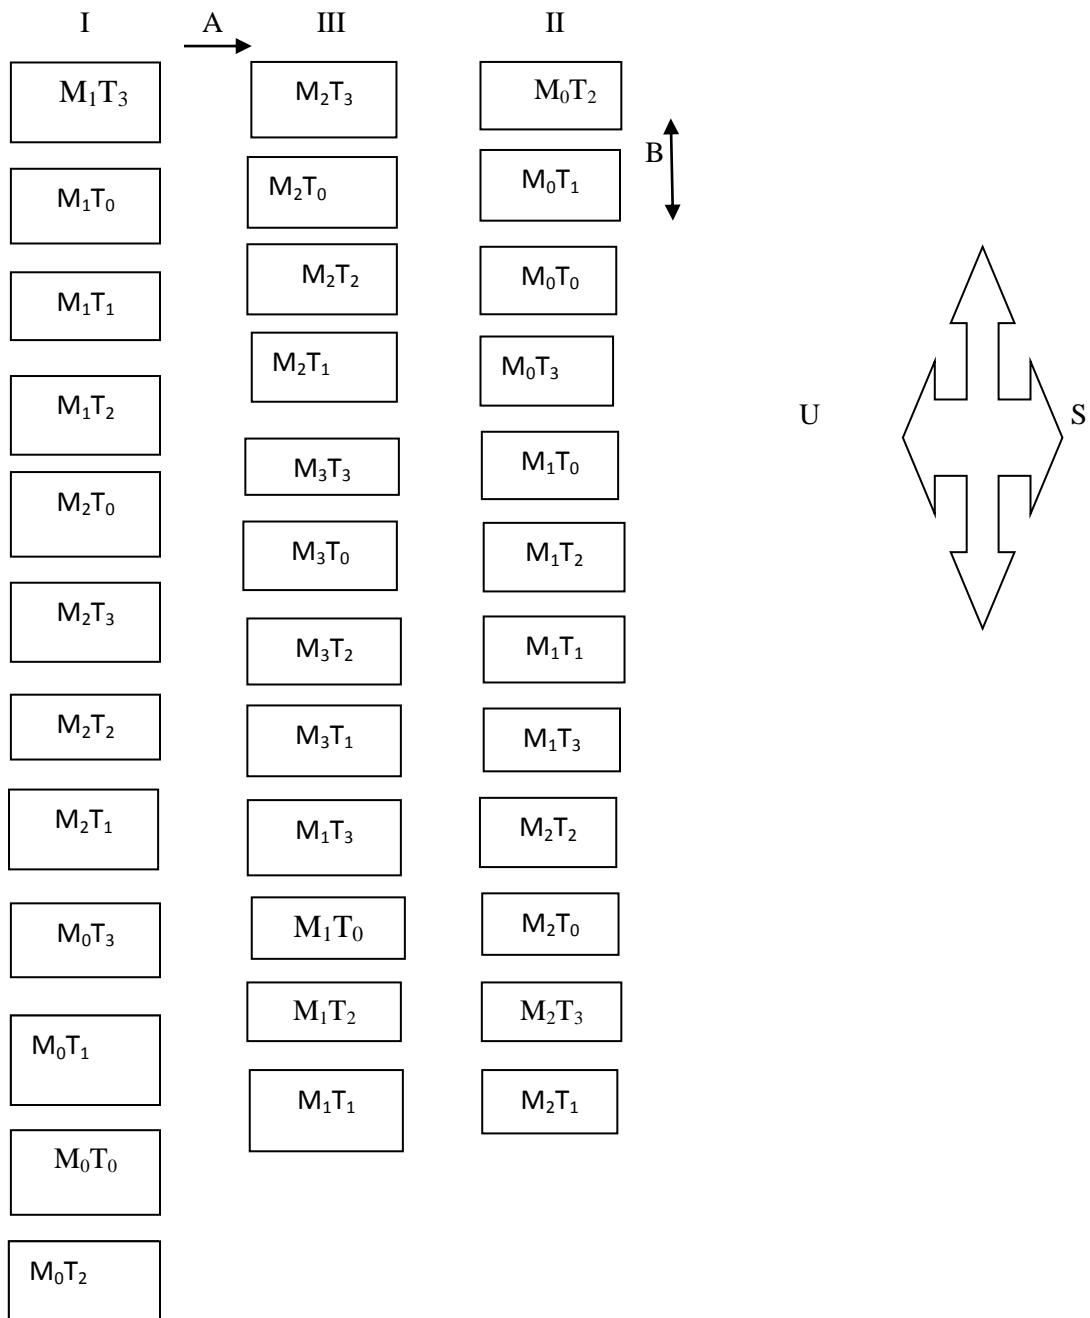 I A III II
M₁T₃ M₂T₃ M₀T₂
B
M₁T₀ M₂T₀ M₀T₁
M₁T₁ M₂T₂ M₀T₀
M₁T₂ M₂T₁ M₀T₃
U S
M₂T₀ M₃T₃ M₁T₀
M₂T₃ M₃T₀ M₁T₂
M₂T₂ M₃T₂ M₁T₁
M₂T₁ M₃T₁ M₁T₃
M₀T₃ M₁T₃ M₂T₂
M₀T₁ M₁T₀ M₂T₀
M₀T₀ M₁T₂ M₂T₃
M₀T₂ M₁T₁ M₂T₁